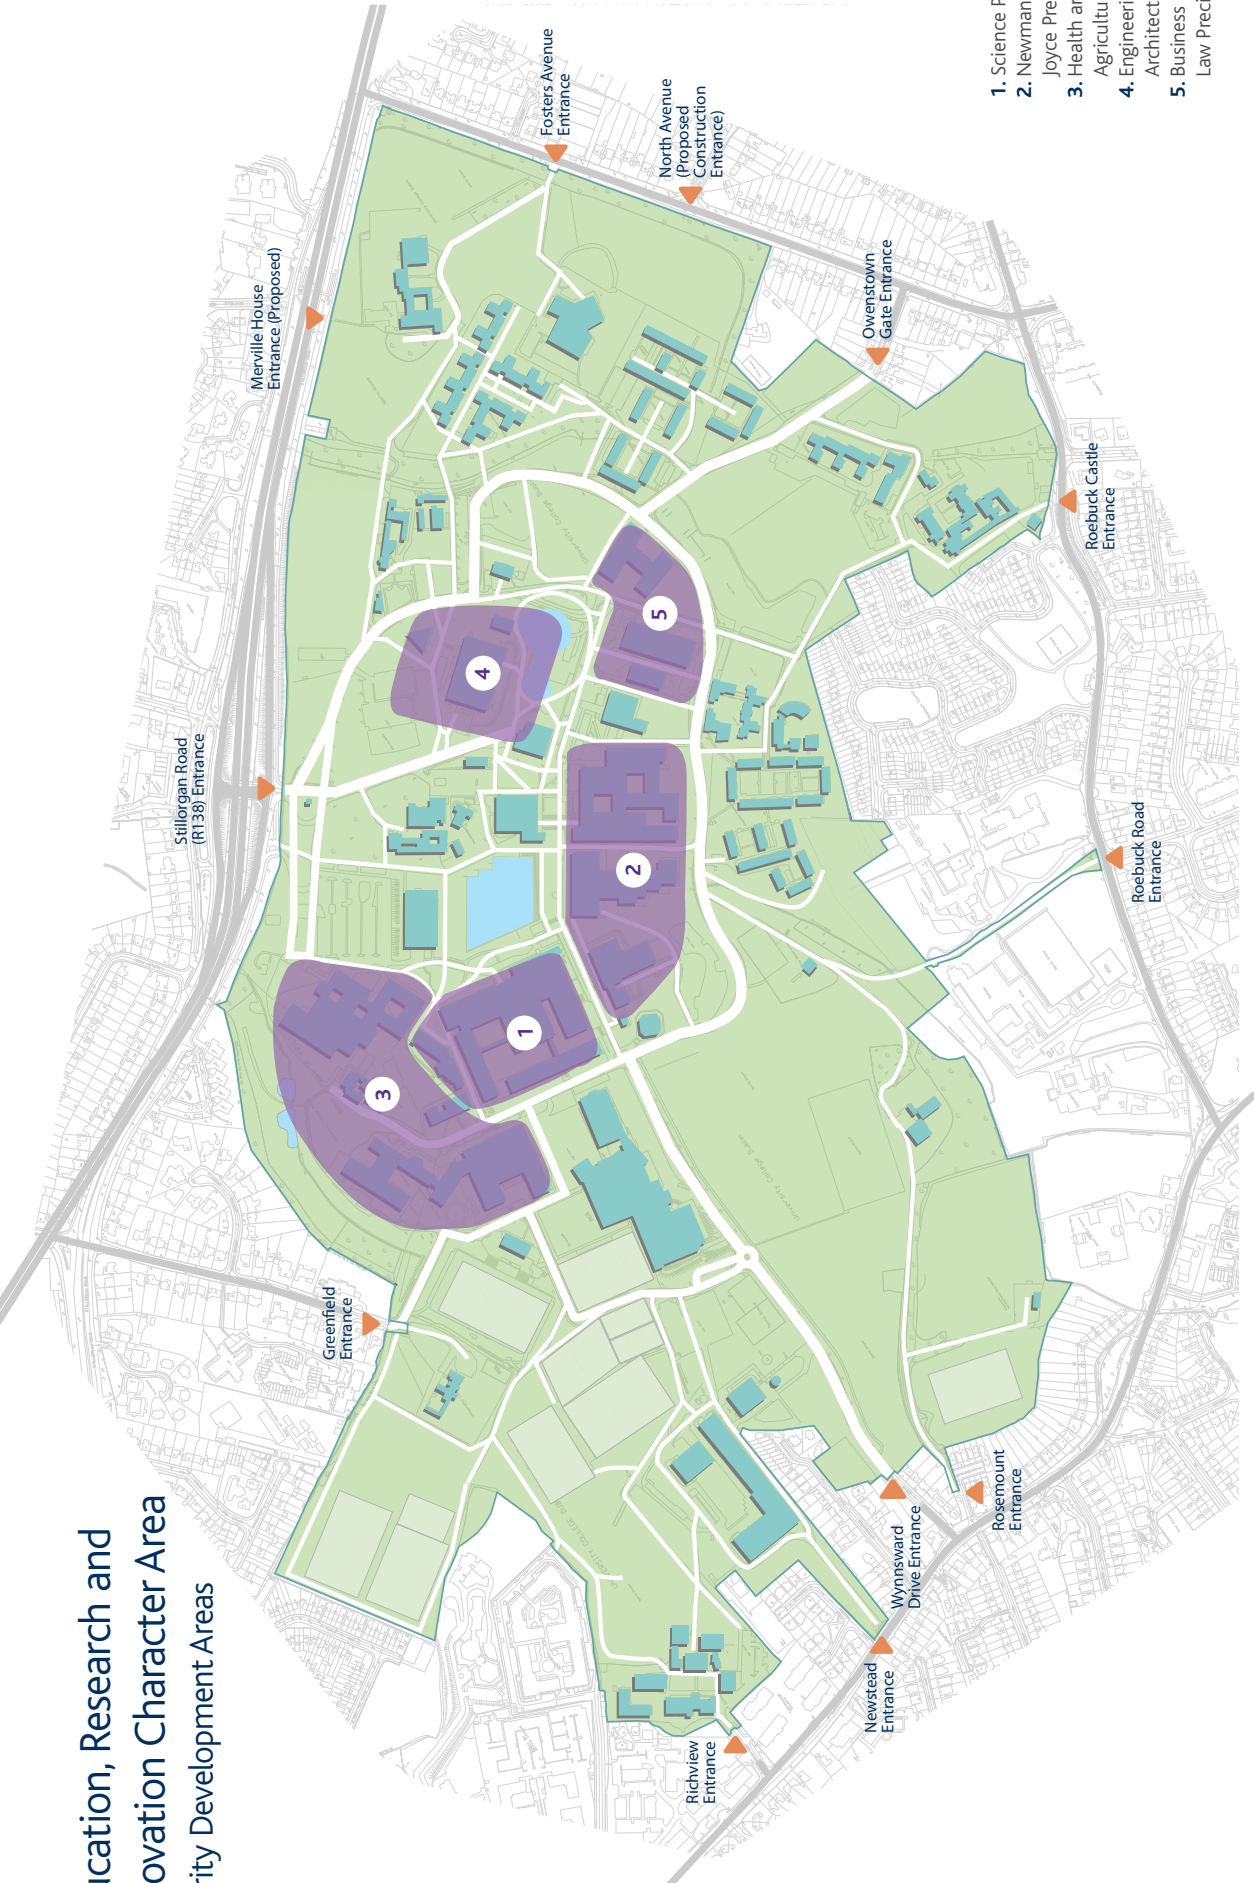 ucation, Research and
ovation Character Area
rity Development Areas
Stillorgan Road
(R138) Entrance
Merville House
Entrance (Proposed)
Fosters Avenue
Entrance
North Avenue
(Proposed
Construction
Entrance)
Owenstown
Gate Entrance
Roebuck Castle
Entrance
Roebuck Road
Entrance
Greenfield
Entrance
Richview
Entrance
Newstead
Entrance
Wynnsward
Drive Entrance
Rosemount
Entrance
1
2
3
4
5
1. Science P
2. Newman
Joyce Pre
3. Health ar
Agricultu
4. Engineeri
Architect
5. Business
Law Preci